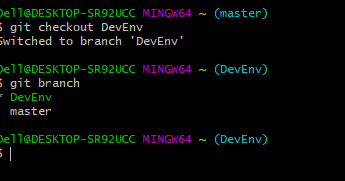 Dell@DESKTOP-SR92UCC MINGW64 ~ (master)
$ git checkout DevEnv
Switched to branch 'DevEnv'
Dell@DESKTOP-SR92UCC MINGW64 ~ (DevEnv)
$ git branch
* DevEnv
master
Dell@DESKTOP-SR92UCC MINGW64 ~ (DevEnv)
$